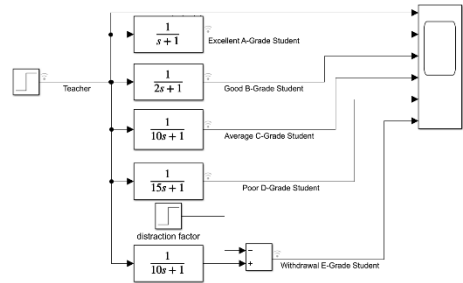 1
s + 1
Excellent A-Grade Student
Teacher
1
2s + 1
Good B-Grade Student
1
10s + 1
Average C-Grade Student
1
15s + 1
Poor D-Grade Student
distraction factor
1
10s + 1
−
+
Withdrawal E-Grade Student